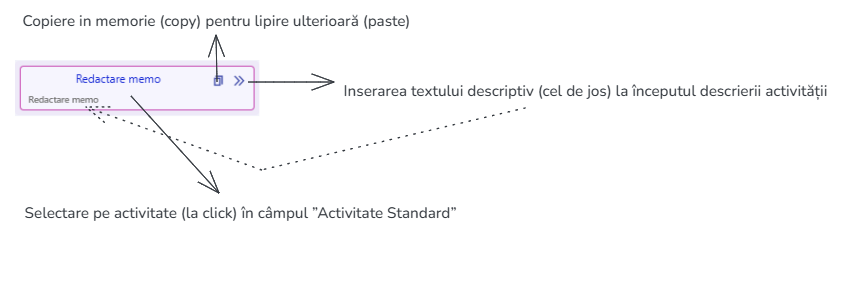 Copiere in memorie (copy) pentru lipire ulterioară (paste)
Redactare memo
Redactare memo
Inserarea textului descriptiv (cel de jos) la începutul descrierii activității
Selectare pe activitate (la click) în câmpul ”Activitate Standard”